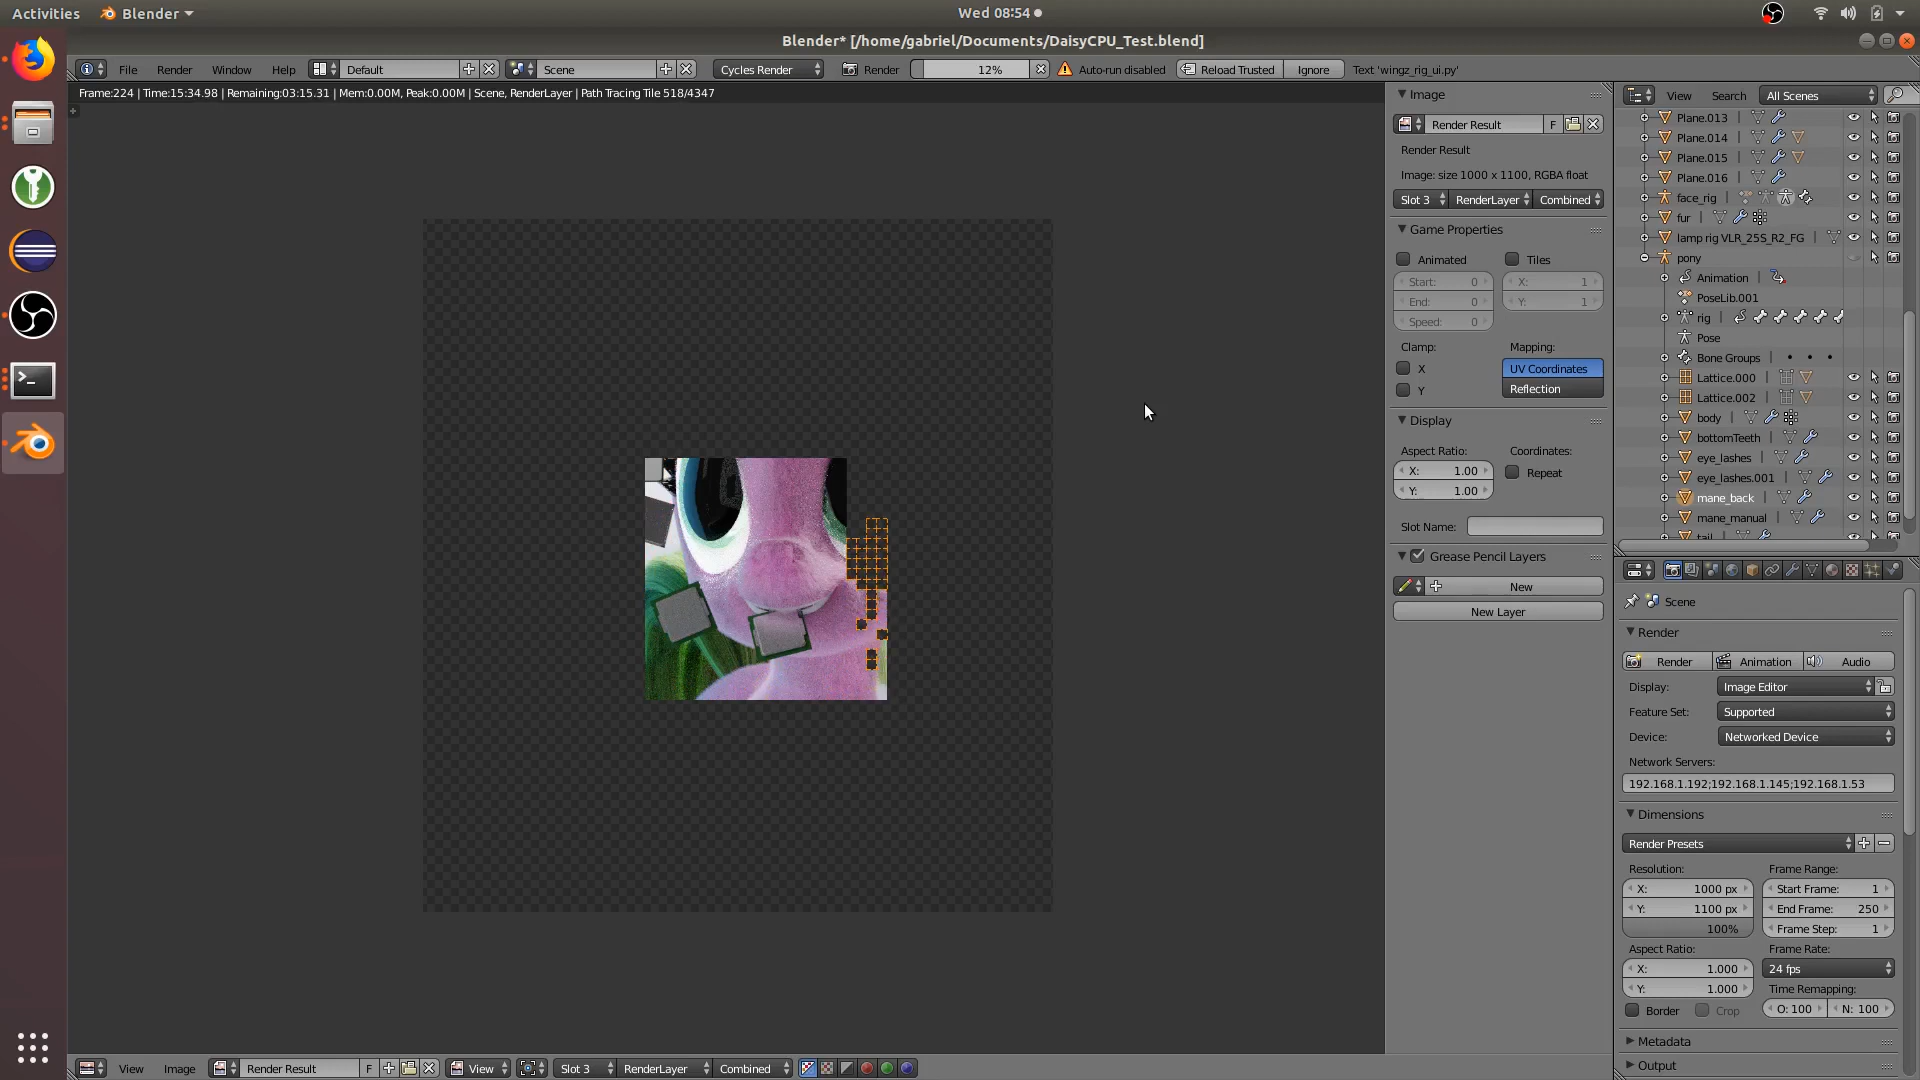 Activities Blender Wed 08:54
Blender* [/home/gabriel/Documents/DaisyCPU_Test.blend]
File Render Window Help Default Scene Cycles Render Render 12% Auto-run disabled Reload Trusted Ignore Text 'wingz_rig_ui.py'
Frame:224 | Time:15:34.98 | Remaining:03:15.31 | Mem:0.00M, Peak:0.00M | Scene, RenderLayer | Path Tracing Tile 518/4347
Image
Render Result F
Render Result
Image: size 1000 x 1100, RGBA float
Slot 3 RenderLayer Combined
Game Properties
Animated Tiles
Start: 0 X: 1
End: 0 Y: 1
Speed: 0
Clamp: Mapping:
X UV Coordinates
Y Reflection
Display
Aspect Ratio: Coordinates:
X: 1.00 Repeat
Y: 1.00
Slot Name:
Grease Pencil Layers
New
New Layer
View Search All Scenes
Plane.013
Plane.014
Plane.015
Plane.016
face_rig
fur
lamp rig VLR_25S_R2_FG
pony
Animation
PoseLib.001
rig
Pose
Bone Groups
Lattice.000
Lattice.002
body
bottomTeeth
eye_lashes
eye_lashes.001
mane_back
mane_manual
tail
Scene
Render
Render Animation Audio
Display: Image Editor
Feature Set: Supported
Device: Networked Device
Network Servers:
192.168.1.192;192.168.1.145;192.168.1.53
Dimensions
Render Presets
Resolution: Frame Range:
X: 1000 px Start Frame: 1
Y: 1100 px End Frame: 250
100% Frame Step: 1
Aspect Ratio: Frame Rate:
X: 1.000 24 fps
Y: 1.000 Time Remapping:
Border Crop O: 100 N: 100
Metadata
Output
View Image Render Result F View Slot 3 RenderLayer Combined